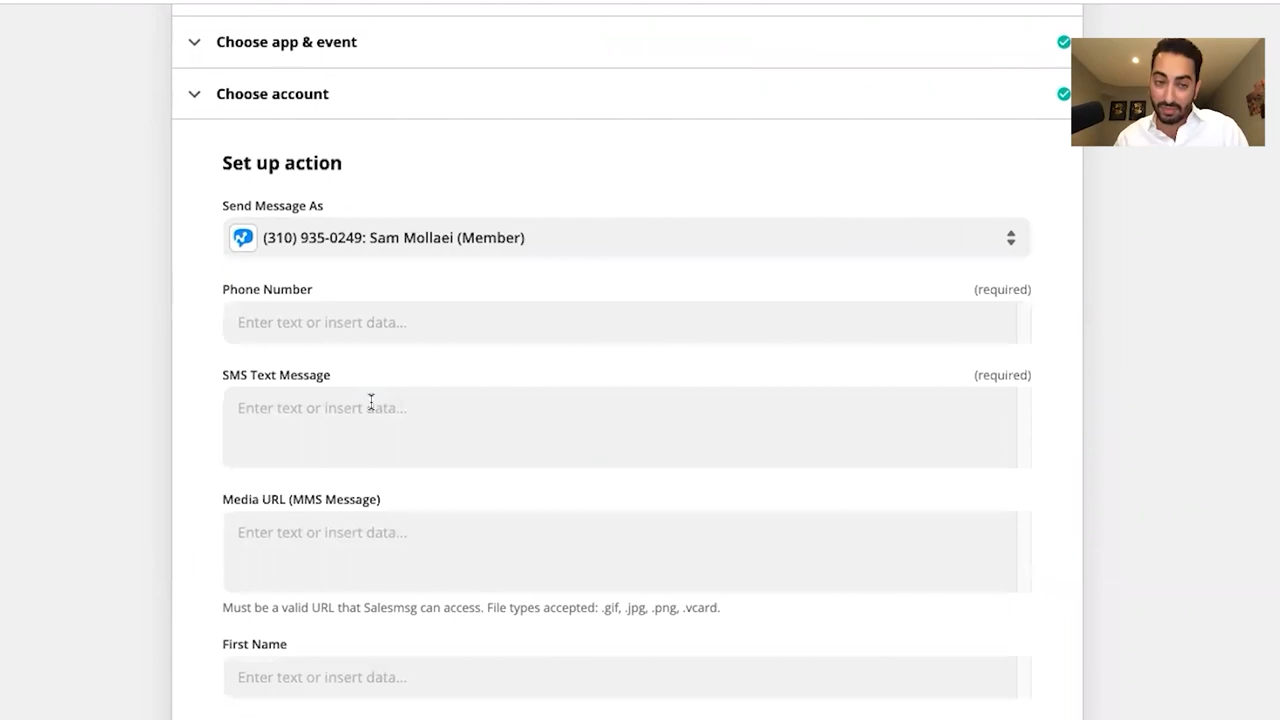 Choose app & event
Choose account
Set up action
Send Message As
(310) 935-0249: Sam Mollaei (Member)
Phone Number (required)
Enter text or insert data...
SMS Text Message (required)
Enter text or insert data...
Media URL (MMS Message)
Enter text or insert data...
Must be a valid URL that Salesmsg can access. File types accepted: .gif, .jpg, .png, .vcard.
First Name
Enter text or insert data...